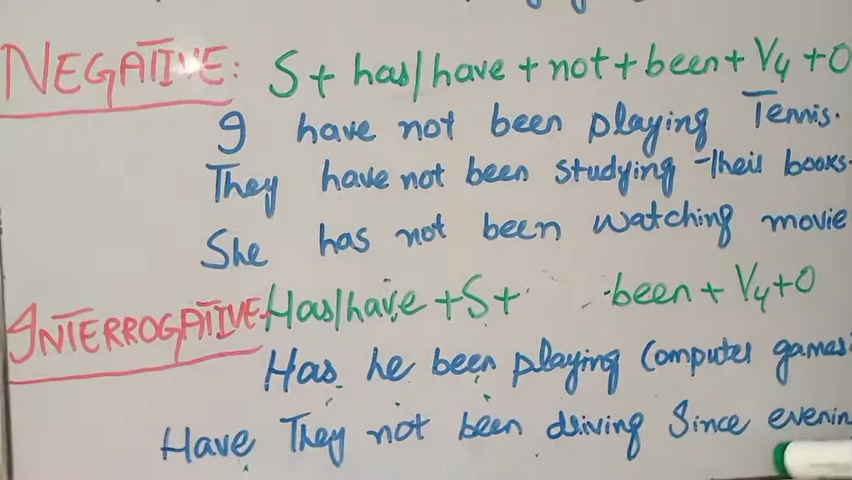 NEGATIVE: S + has/have + not + been + V4 + O
I have not been playing Tennis.
They have not been studying their books.
She has not been watching movie
INTERROGATIVE- Has/have + S + been + V4 + O
Has he been playing Computer games
Have They not been driving Since evenin